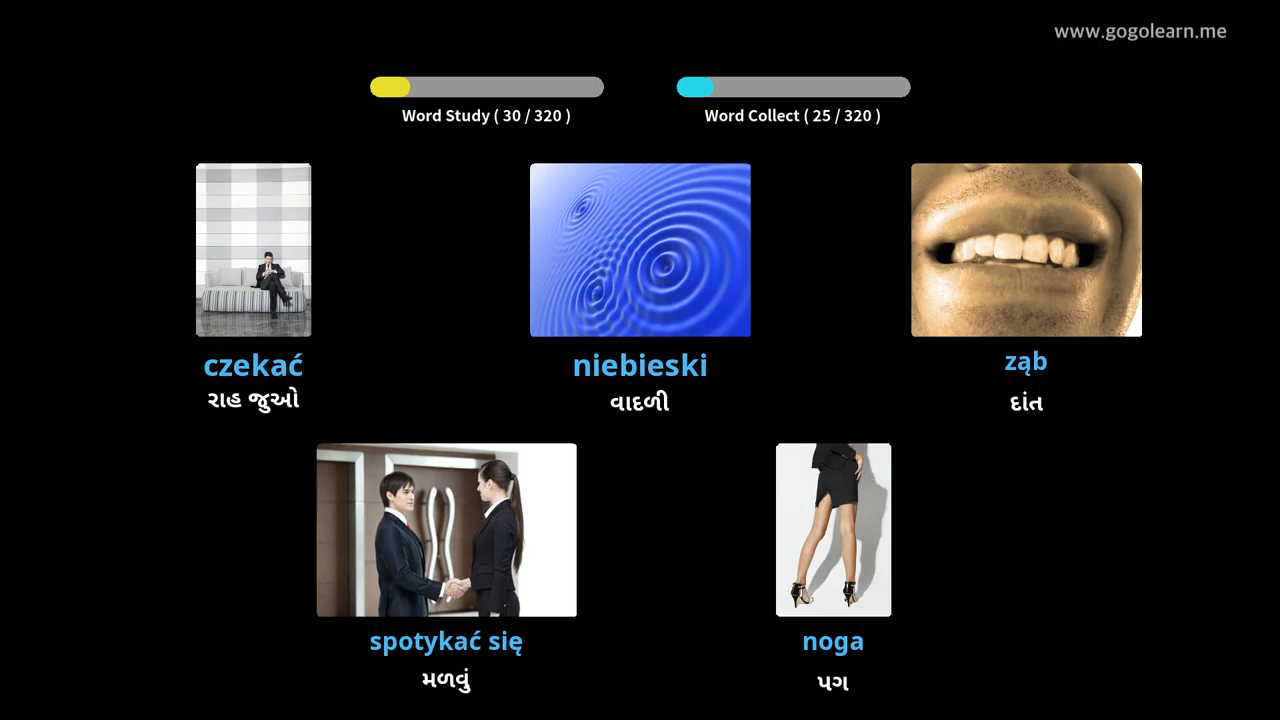 www.gogolearn.me
Word Study ( 30 / 320 )
Word Collect ( 25 / 320 )
czekać
રાહ જુઓ
niebieski
વાદળી
ząb
દાંત
spotykać się
મળવું
noga
પગ